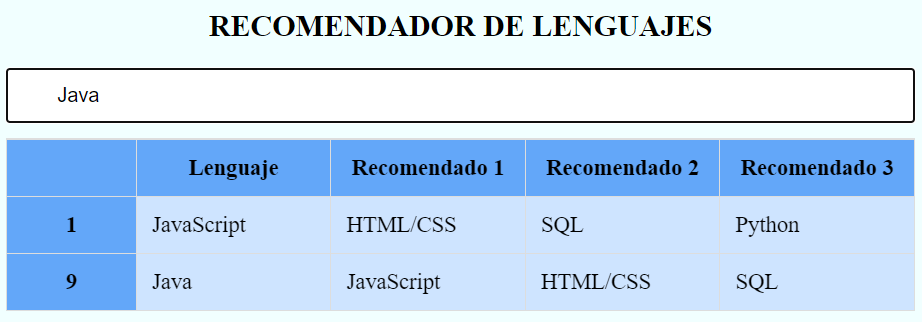 RECOMENDADOR DE LENGUAJES
Java
Lenguaje Recomendado 1 Recomendado 2 Recomendado 3
1 JavaScript HTML/CSS SQL Python
9 Java JavaScript HTML/CSS SQL